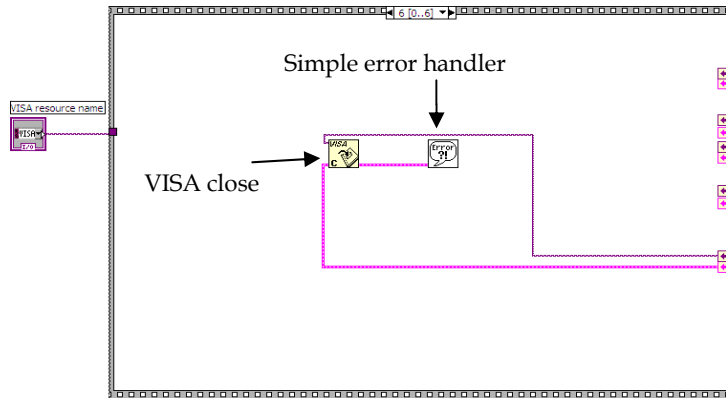 6 [0..6]
Simple error handler
VISA resource name
VISA
I/O
VISA
C
Error
?!
VISA close